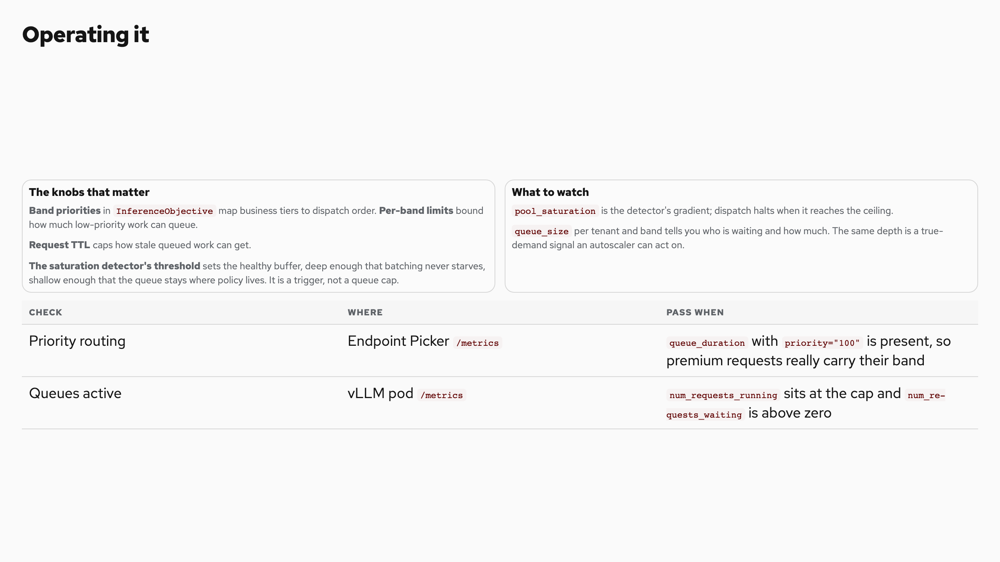 Operating it
The knobs that matter
Band priorities in InferenceObjective map business tiers to dispatch order. Per-band limits bound
how much low-priority work can queue.
Request TTL caps how stale queued work can get.
The saturation detector's threshold sets the healthy buffer, deep enough that batching never starves,
shallow enough that the queue stays where policy lives. It is a trigger, not a queue cap.
What to watch
pool_saturation is the detector's gradient; dispatch halts when it reaches the ceiling.
queue_size per tenant and band tells you who is waiting and how much. The same depth is a true-
demand signal an autoscaler can act on.
CHECK WHERE PASS WHEN
Priority routing Endpoint Picker /metrics queue_duration with priority="100" is present, so
premium requests really carry their band
Queues active vLLM pod /metrics num_requests_running sits at the cap and num_re-
quests_waiting is above zero